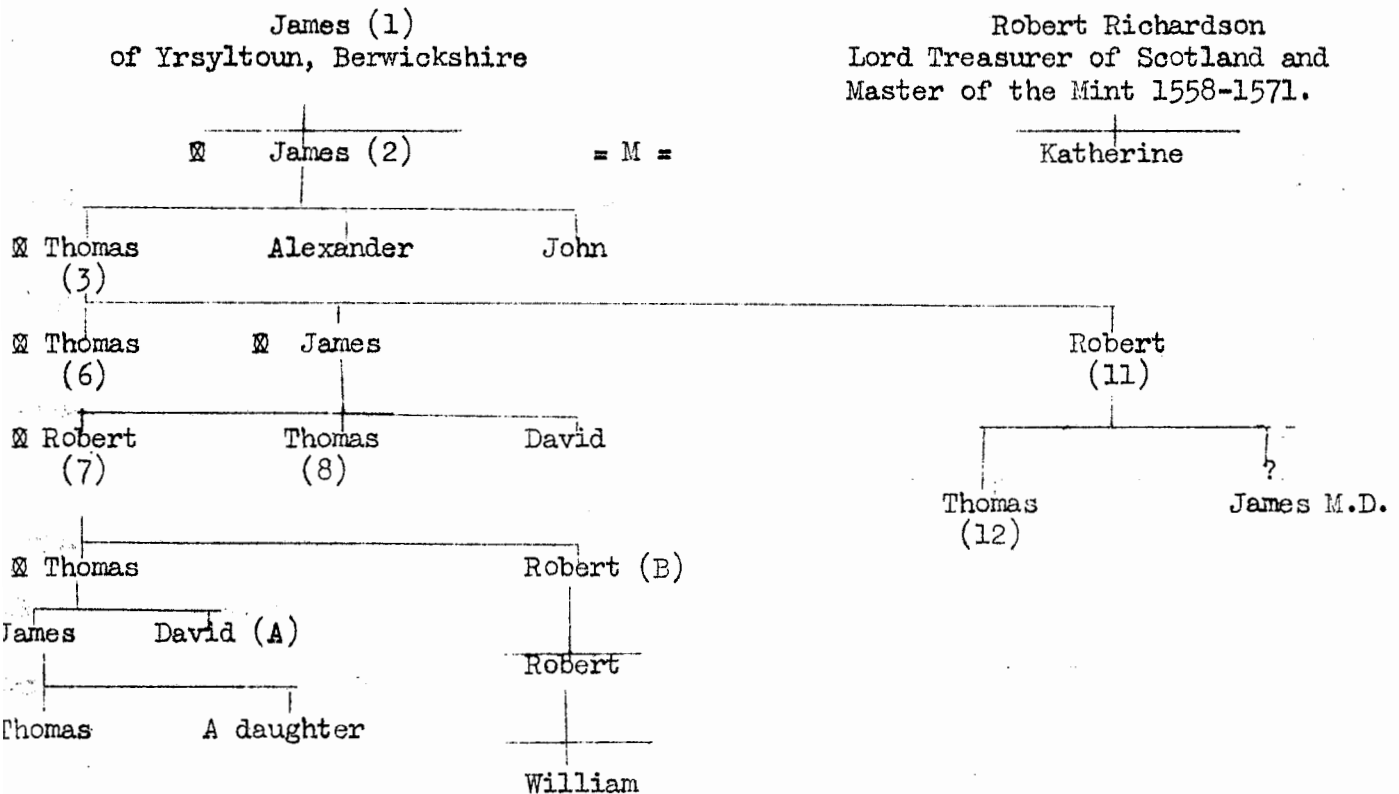 James (1) Robert Richardson
of Yrsyltoun, Berwickshire Lord Treasurer of Scotland and
Master of the Mint 1558-1571.
☒ James (2) = M = Katherine
☒ Thomas Alexander John
(3)
☒ Thomas ☒ James Robert
(6) (11)
☒ Robert Thomas David
(7) (8)
?
Thomas James M.D.
(12)
☒ Thomas Robert (B)
James David (A)
Robert
Thomas A daughter
William